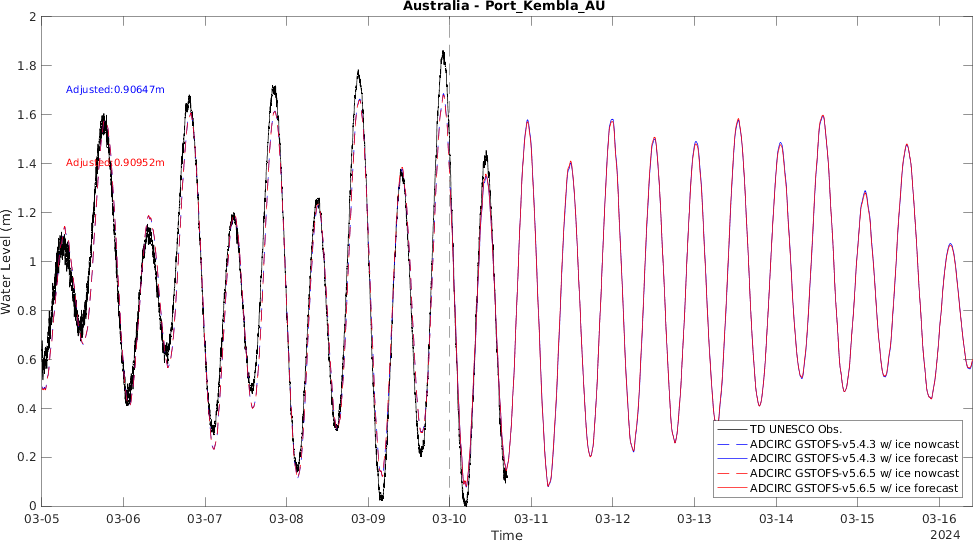 Australia - Port_Kembla_AU
2
1.8
1.6
1.4
1.2
1
0.8
0.6
0.4
0.2
0
Water Level (m)
Adjusted:0.90647m
Adjusted:0.90952m
TD UNESCO Obs.
ADCIRC GSTOFS-v5.4.3 w/ ice nowcast
ADCIRC GSTOFS-v5.4.3 w/ ice forecast
ADCIRC GSTOFS-v5.6.5 w/ ice nowcast
ADCIRC GSTOFS-v5.6.5 w/ ice forecast
03-05 03-06 03-07 03-08 03-09 03-10 03-11 03-12 03-13 03-14 03-15 03-16
Time
2024